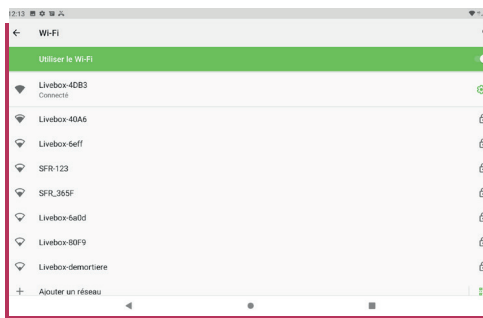 12:13
Wi-Fi
Utiliser le Wi-Fi
Livebox-4DB3
Connecté
Livebox-40A6
Livebox-6eff
SFR-123
SFR_365F
Livebox-6a0d
Livebox-80F9
Livebox-demortiere
Ajouter un réseau